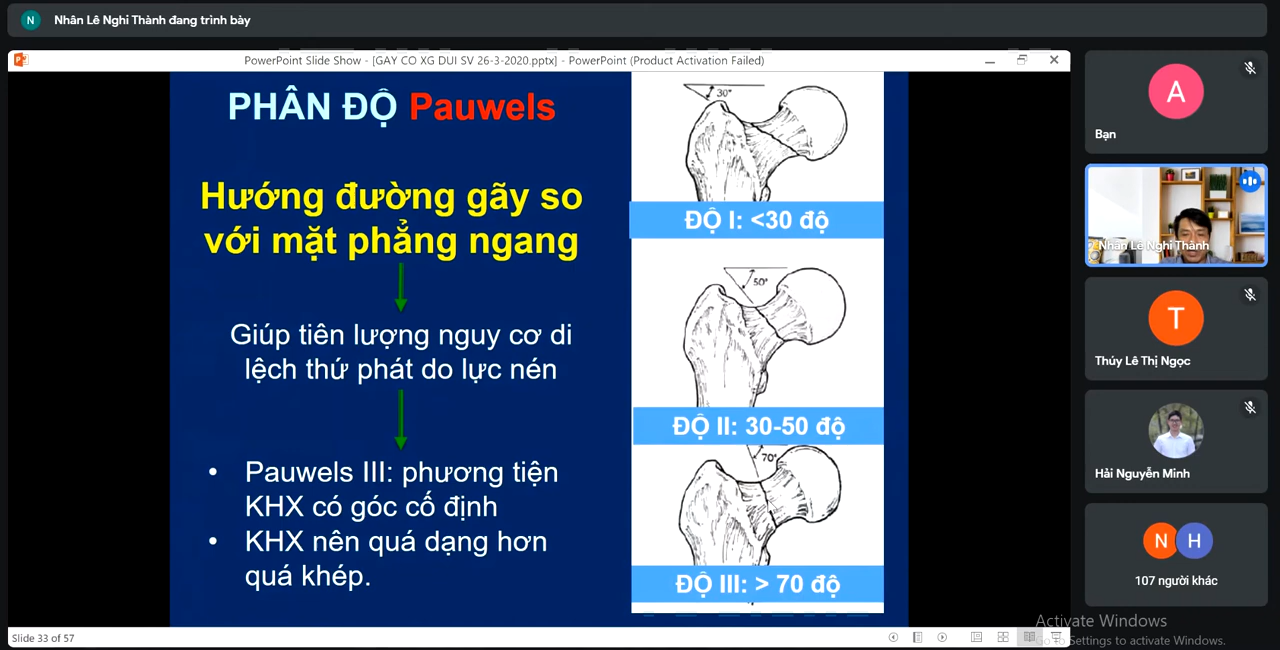 N
Nhân Lê Nghi Thành đang trình bày
PowerPoint Slide Show - [GAY CO XG DUI SV 26-3-2020.pptx] - PowerPoint (Product Activation Failed)
PHÂN ĐỘ Pauwels
Hướng đường gãy so
với mặt phẳng ngang
Giúp tiên lượng nguy cơ di
lệch thứ phát do lực nén
• Pauwels III: phương tiện
KHX có góc cố định
• KHX nên quá dạng hơn
quá khép.
30°
ĐỘ I: <30 độ
50°
ĐỘ II: 30-50 độ
70°
ĐỘ III: > 70 độ
Slide 33 of 57
A
Bạn
Nhân Lê Nghi Thành
T
Thúy Lê Thị Ngọc
Hải Nguyễn Minh
N H
107 người khác
Activate Windows
Go to Settings to activate Windows.